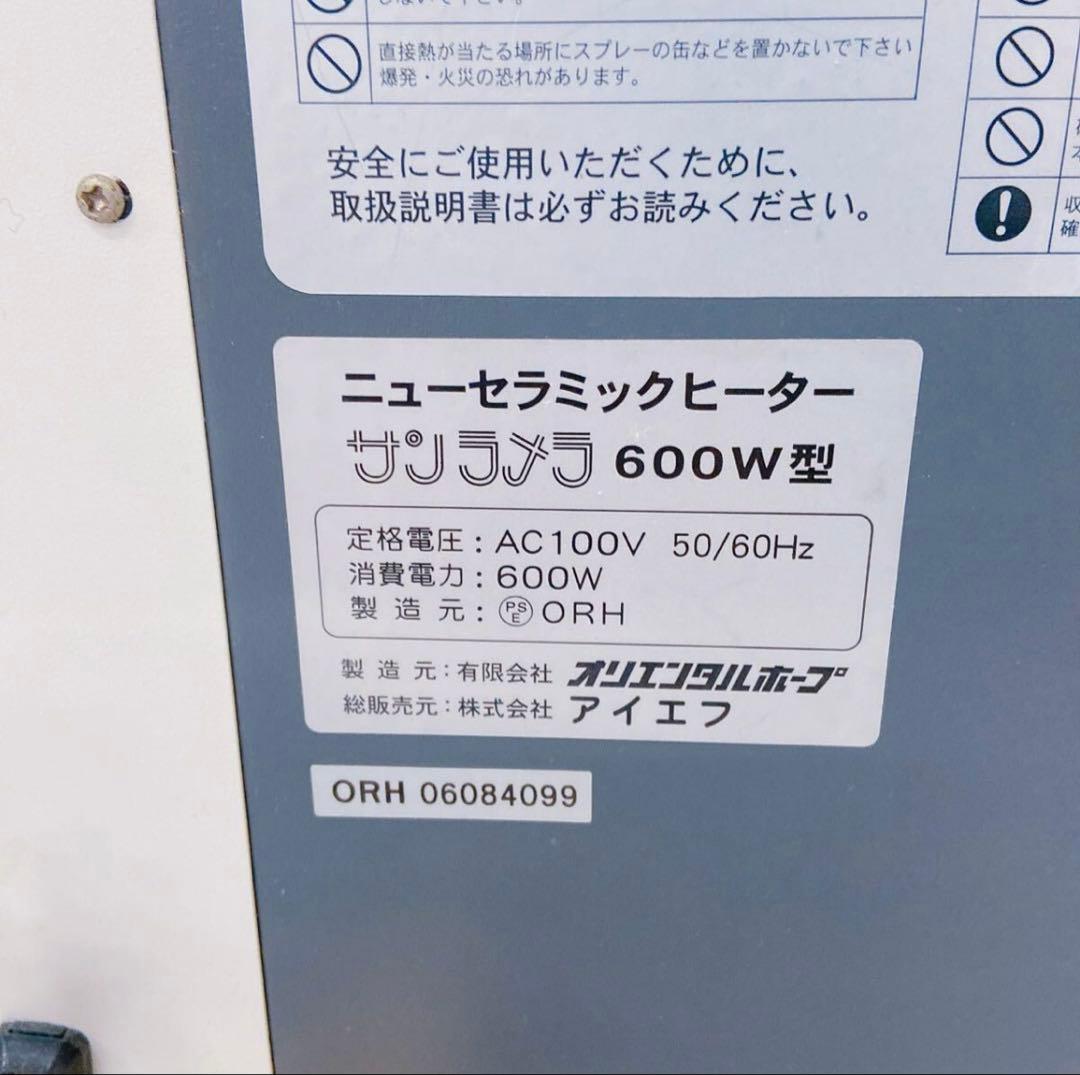 直接熱が当たる場所にスプレーの缶などを置かないで下さい
爆発・火災の恐れがあります。
安全にご使用いただくために、
取扱説明書は必ずお読みください。
収
確
ニューセラミックヒーター
サンラメラ 600W型
定格電圧：AC100V 50/60Hz
消費電力：600W
製造元：PSE ORH
製造元：有限会社 オリエンタルホープ
総販売元：株式会社 アイエフ
ORH 06084099